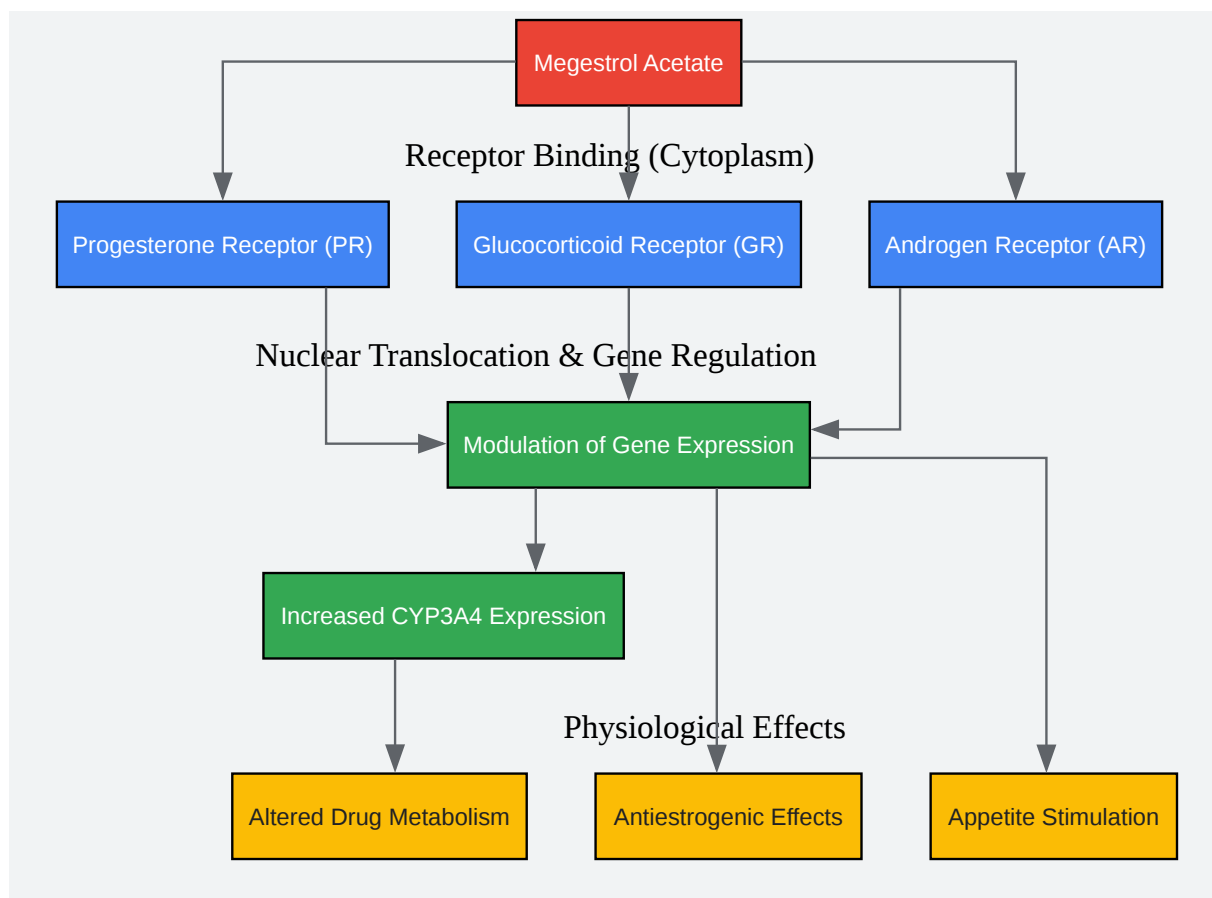 Megestrol Acetate
Receptor Binding (Cytoplasm)
Progesterone Receptor (PR)
Glucocorticoid Receptor (GR)
Androgen Receptor (AR)
Nuclear Translocation & Gene Regulation
Modulation of Gene Expression
Increased CYP3A4 Expression
Physiological Effects
Altered Drug Metabolism
Antiestrogenic Effects
Appetite Stimulation